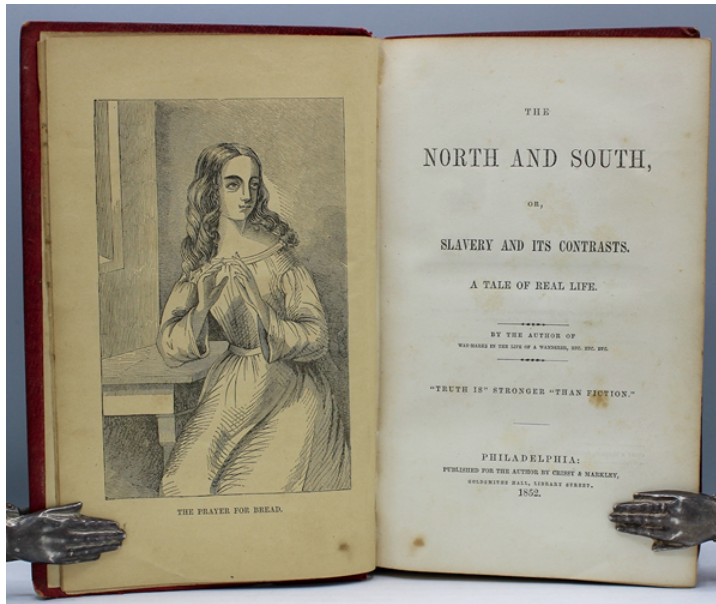 THE PRAYER FOR BREAD.
THE
NORTH AND SOUTH,
OR,
SLAVERY AND ITS CONTRASTS.
A TALE OF REAL LIFE.
BY THE AUTHOR OF
WAY-MARKS IN THE LIFE OF A WANDERER, ETC. ETC. ETC.
"TRUTH IS" STRONGER "THAN FICTION."
PHILADELPHIA:
PUBLISHED FOR THE AUTHOR BY CRISSY & MARKLEY,
GOLDSMITHS HALL, LIBRARY STREET.
1852.